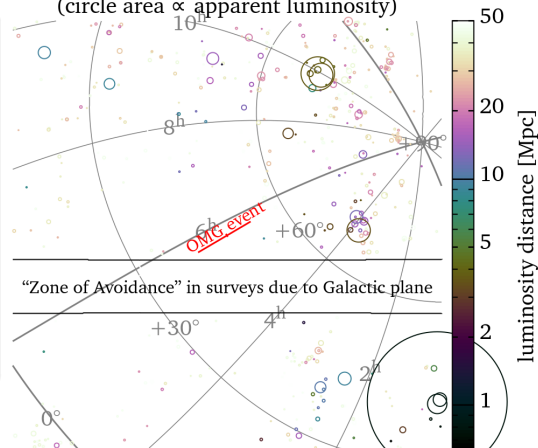 (circle area ∝ apparent luminosity)
10h
50
20
10
5
2
1
luminosity distance [Mpc]
8h
+90°
6h
OMG event
+60°
“Zone of Avoidance” in surveys due to Galactic plane
+30°
4h
2h
0°